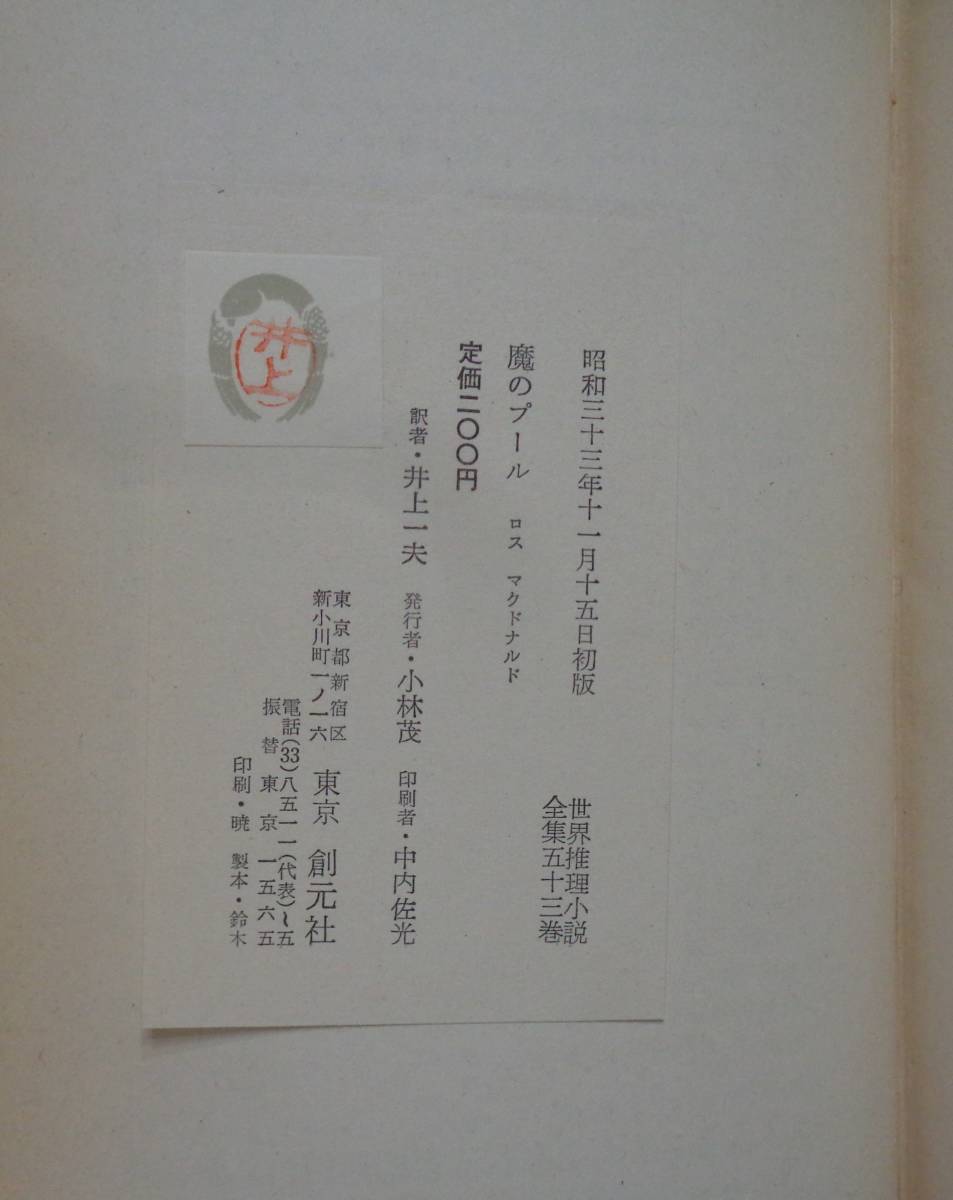 昭和三十三年十一月十五日初版
世界推理小説
全集五十三巻
魔のプール　ロス　マクドナルド
定価二〇〇円
訳者・井上一夫　発行者・小林茂　印刷者・中内佐光
東京都新宿区
新小川町一ノ一六
東京　創元社
電話(33)八五一一(代表)〜五
振替東京一五六五
印刷・暁　製本・鈴木
井上